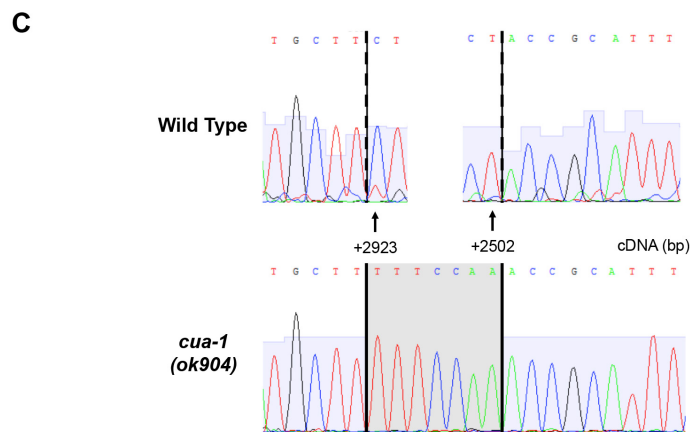 C
T G C T T C T
C T A C C G C A T T T
Wild Type
+2923
+2502
cDNA (bp)
T G C T T T T T C C A A A C C G C A T T T
cua-1
(ok904)